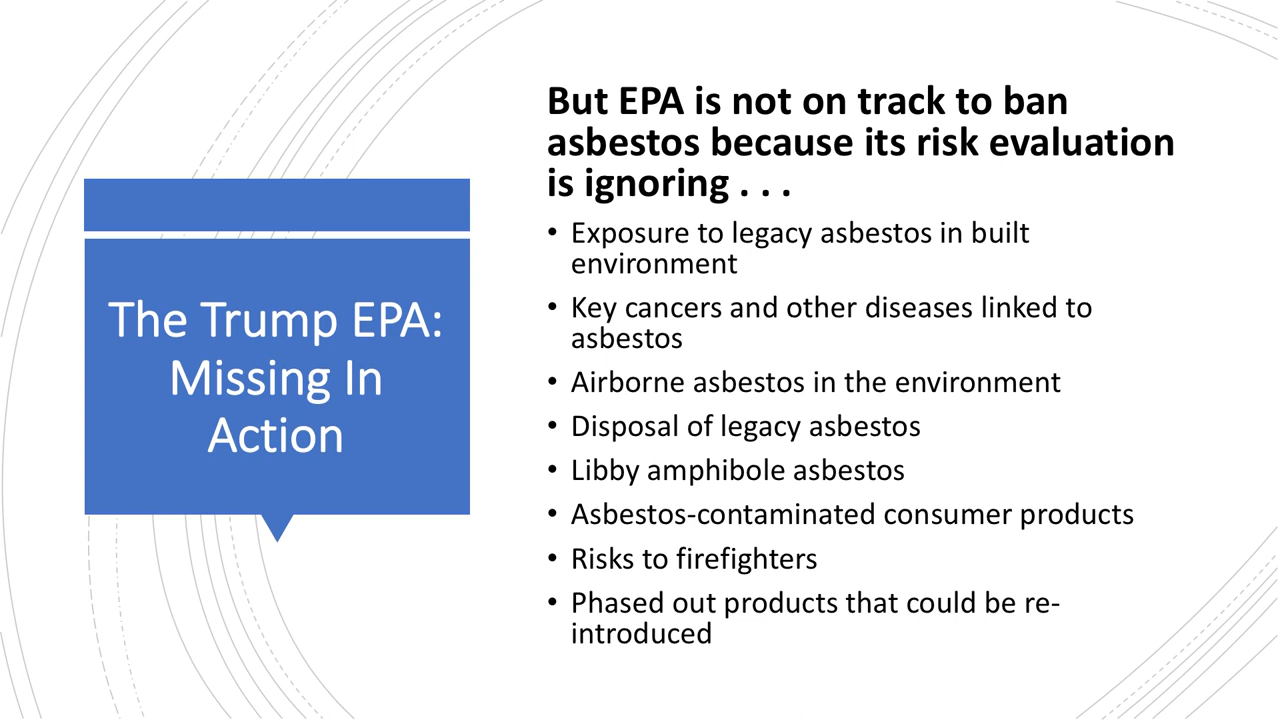 The Trump EPA:
Missing In
Action
But EPA is not on track to ban
asbestos because its risk evaluation
is ignoring . . .
• Exposure to legacy asbestos in built
environment
• Key cancers and other diseases linked to
asbestos
• Airborne asbestos in the environment
• Disposal of legacy asbestos
• Libby amphibole asbestos
• Asbestos-contaminated consumer products
• Risks to firefighters
• Phased out products that could be re-
introduced